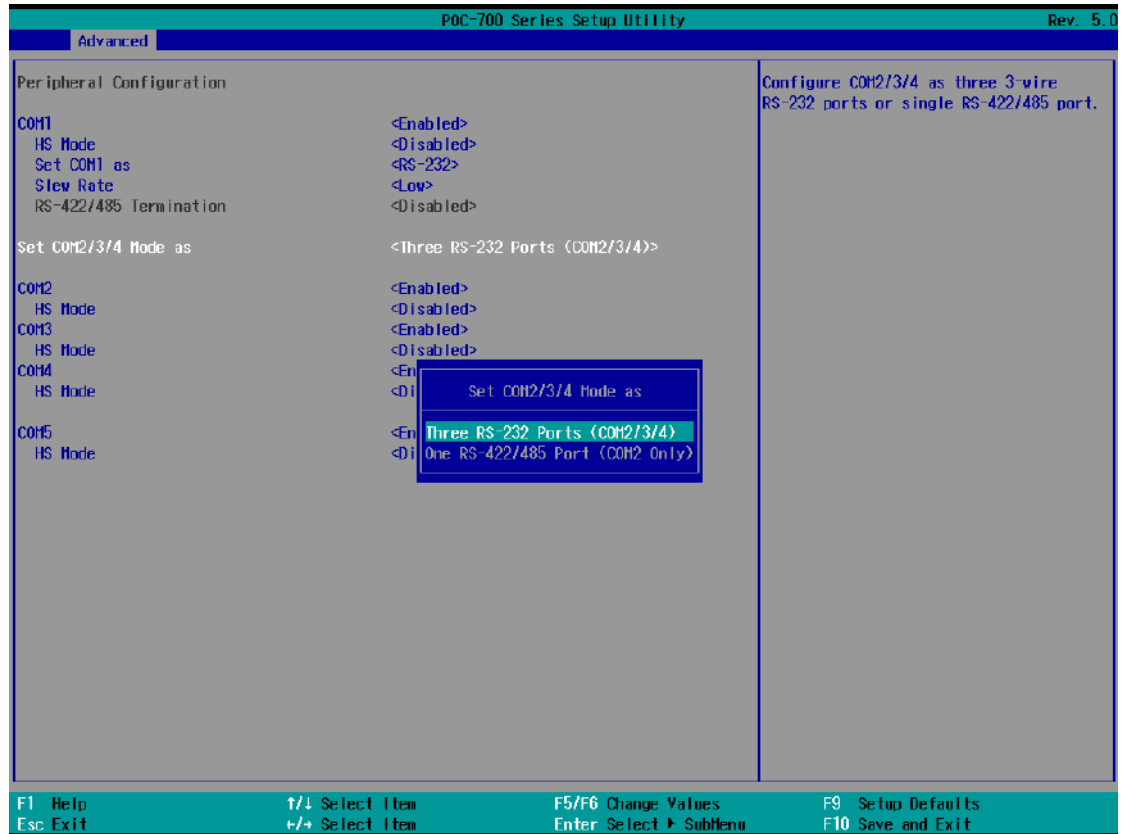 POC-700 Series Setup Utility Rev. 5.0
Advanced
Peripheral Configuration
Configure COM2/3/4 as three 3-wire
RS-232 ports or single RS-422/485 port.
COM1 <Enabled>
HS Mode <Disabled>
Set COM1 as <RS-232>
Slew Rate <Low>
RS-422/485 Termination <Disabled>
Set COM2/3/4 Mode as <Three RS-232 Ports (COM2/3/4)>
COM2 <Enabled>
HS Mode <Disabled>
COM3 <Enabled>
HS Mode <Disabled>
COM4 <En
HS Mode <Di
COM5 <En
HS Mode <Di
Set COM2/3/4 Mode as
Three RS-232 Ports (COM2/3/4)
One RS-422/485 Port (COM2 Only)
F1 Help ↑/↓ Select Item F5/F6 Change Values F9 Setup Defaults
Esc Exit ←/→ Select Item Enter Select ▶ SubMenu F10 Save and Exit